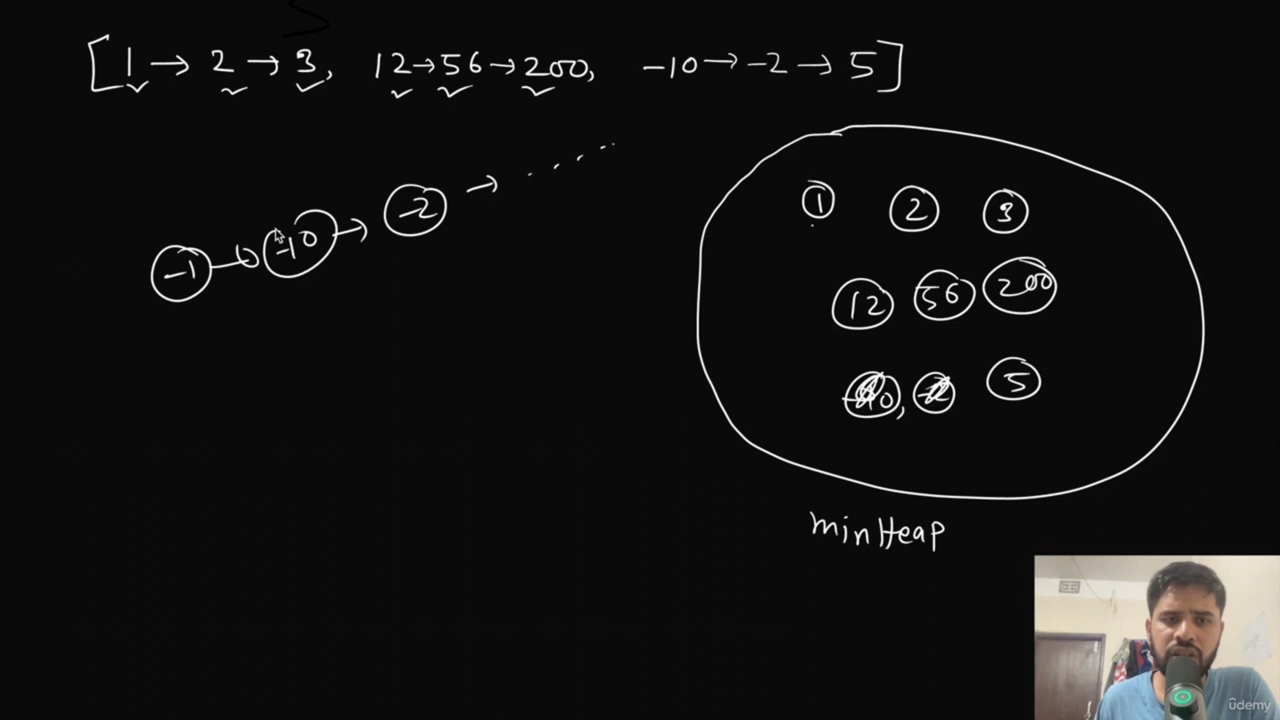 [1 → 2 → 3, 12→56→200, -10→-2→5]
-1 → -10 → -2 → . . . . .
1 2 3
12 56 200
-10, -2 5
minHeap
ûdemy